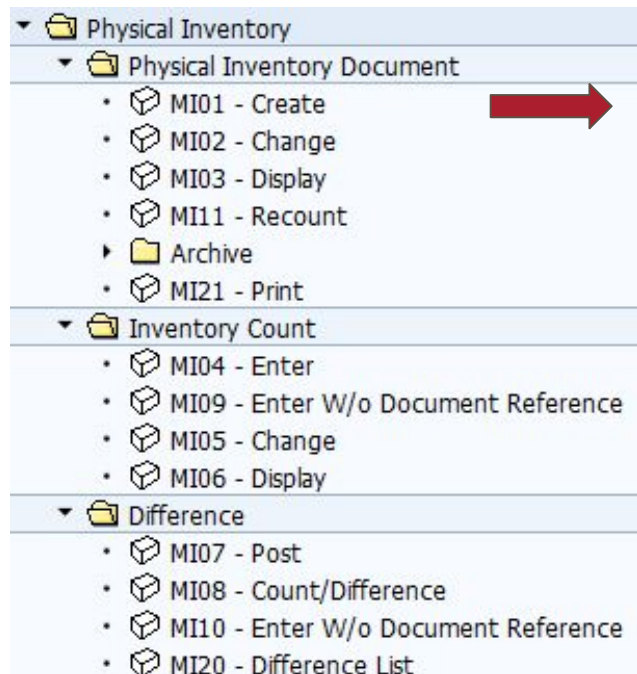 Physical Inventory
Physical Inventory Document
MI01 - Create
MI02 - Change
MI03 - Display
MI11 - Recount
Archive
MI21 - Print
Inventory Count
MI04 - Enter
MI09 - Enter W/o Document Reference
MI05 - Change
MI06 - Display
Difference
MI07 - Post
MI08 - Count/Difference
MI10 - Enter W/o Document Reference
MI20 - Difference List